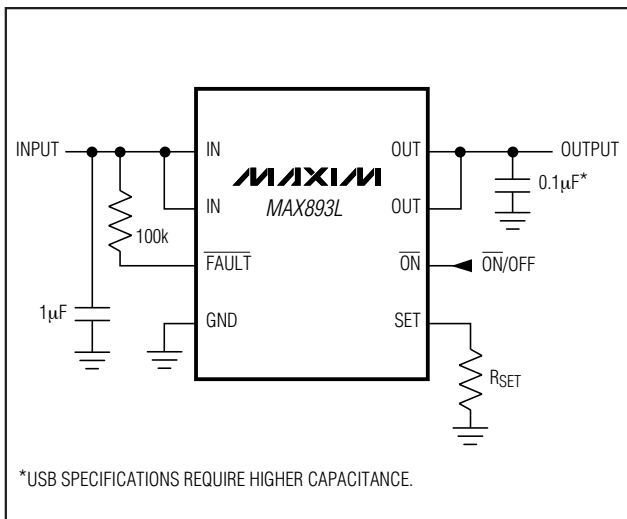 INPUT
IN
OUT
OUTPUT
MAXIM
0.1µF*
IN
MAX893L
OUT
100k
FAULT
ON
ON/OFF
1µF
GND
SET
RSET
*USB SPECIFICATIONS REQUIRE HIGHER CAPACITANCE.